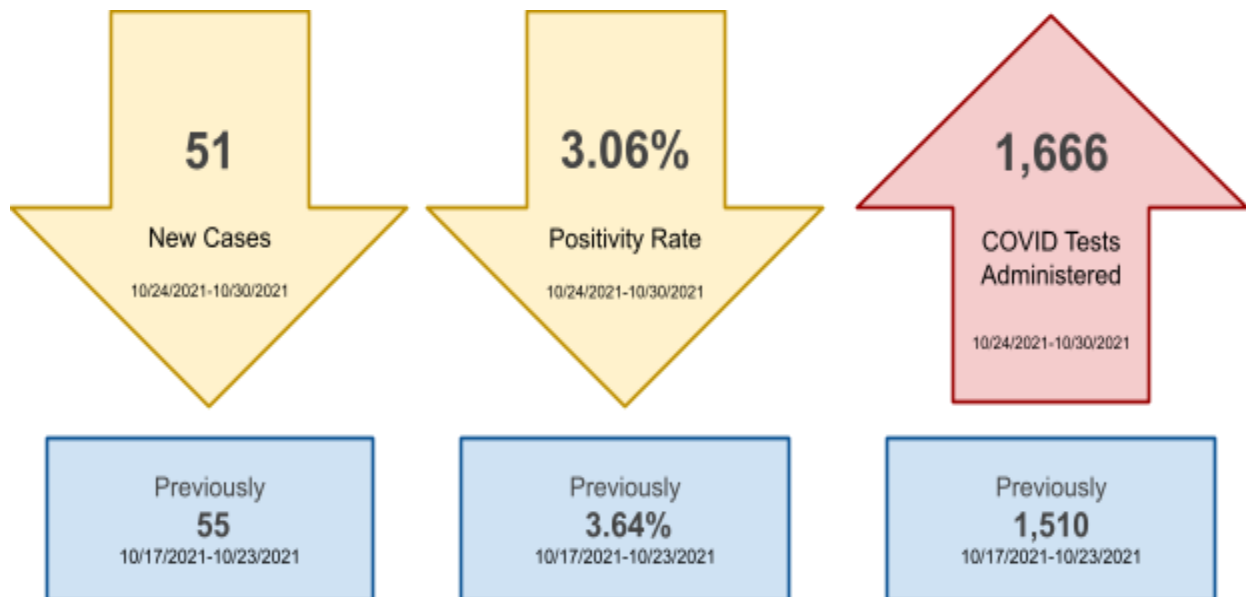 51
New Cases
10/24/2021-10/30/2021
3.06%
Positivity Rate
10/24/2021-10/30/2021
1,666
COVID Tests
Administered
10/24/2021-10/30/2021
Previously
55
10/17/2021-10/23/2021
Previously
3.64%
10/17/2021-10/23/2021
Previously
1,510
10/17/2021-10/23/2021